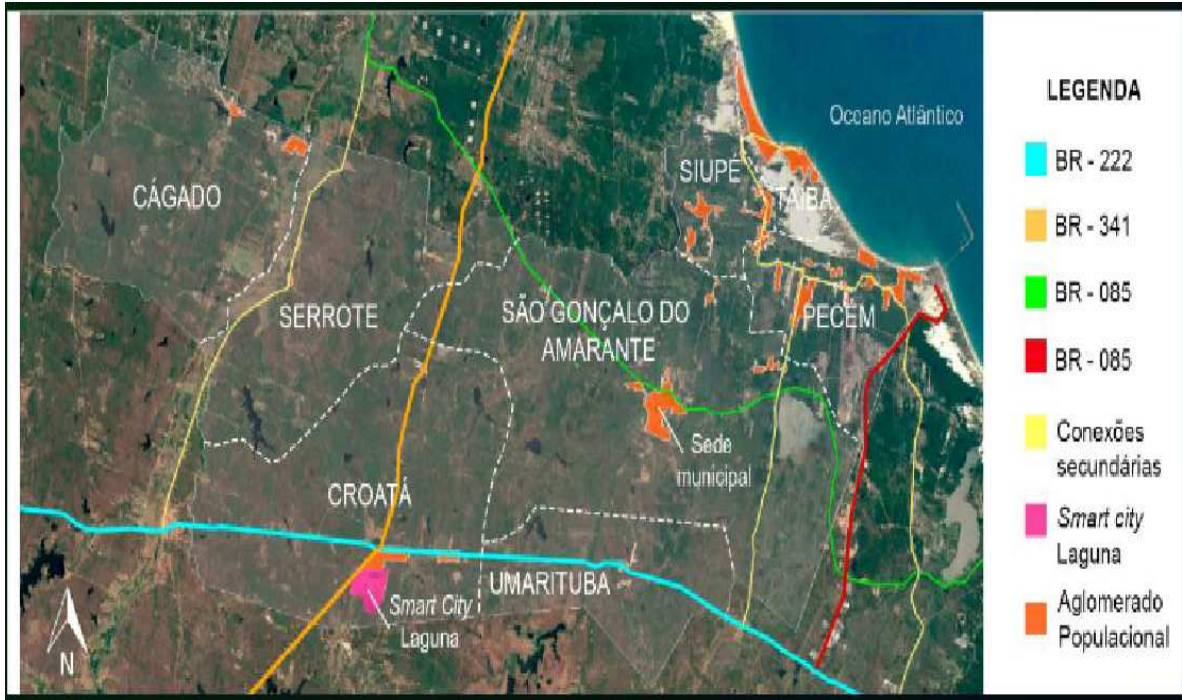 Oceano Atlântico
SIUPÉ
TAÍBA
CÁGADO
SERROTE
SÃO GONÇALO DO
AMARANTE
PECÉM
Sede
municipal
CROATÁ
UMARITUBA
Smart City
Laguna
N
LEGENDA
BR - 222
BR - 341
BR - 085
BR - 085
Conexões
secundárias
Smart city
Laguna
Aglomerado
Populacional